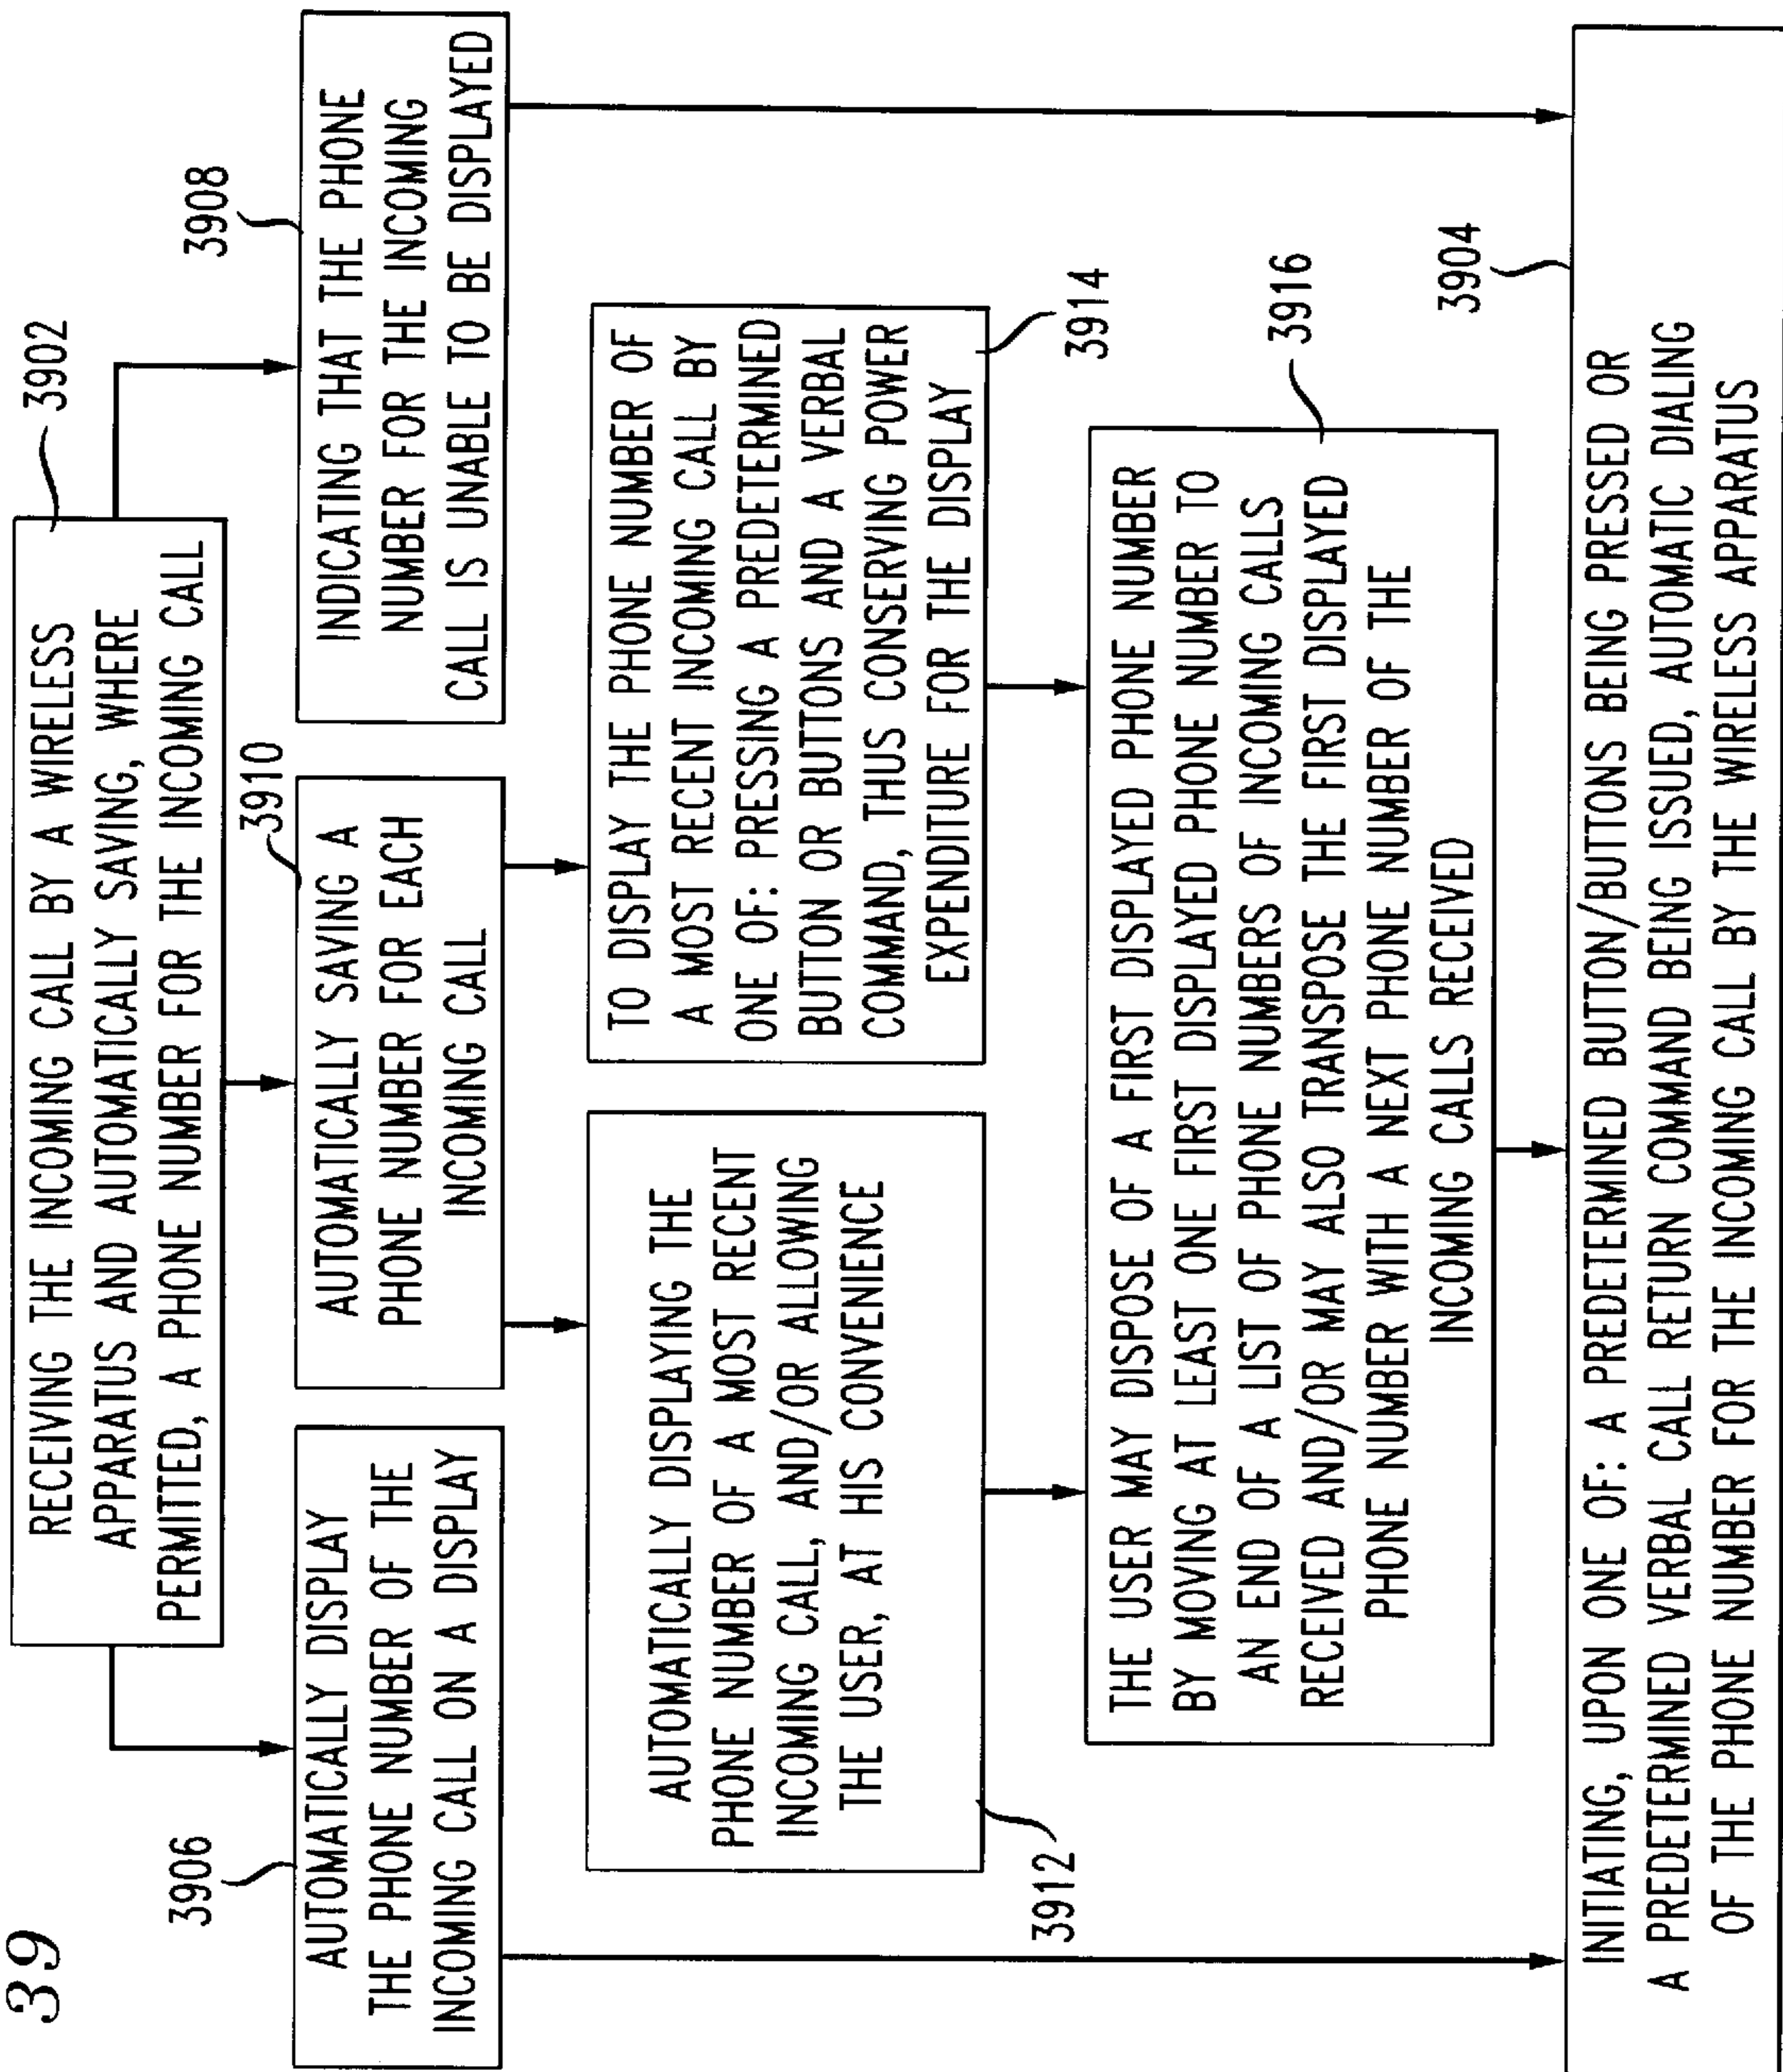 39
RECEIVING THE INCOMING CALL BY A WIRELESS
APPARATUS AND AUTOMATICALLY SAVING, WHERE
PERMITTED, A PHONE NUMBER FOR THE INCOMING CALL
3902
3906
AUTOMATICALLY DISPLAY
THE PHONE NUMBER OF THE
INCOMING CALL ON A DISPLAY
3910
AUTOMATICALLY SAVING A
PHONE NUMBER FOR EACH
INCOMING CALL
3908
INDICATING THAT THE PHONE
NUMBER FOR THE INCOMING
CALL IS UNABLE TO BE DISPLAYED
AUTOMATICALLY DISPLAYING THE
PHONE NUMBER OF A MOST RECENT
INCOMING CALL, AND/OR ALLOWING
THE USER, AT HIS CONVENIENCE
3912
TO DISPLAY THE PHONE NUMBER OF
A MOST RECENT INCOMING CALL BY
ONE OF: PRESSING A PREDETERMINED
BUTTON OR BUTTONS AND A VERBAL
COMMAND, THUS CONSERVING POWER
EXPENDITURE FOR THE DISPLAY
3914
THE USER MAY DISPOSE OF A FIRST DISPLAYED PHONE NUMBER
BY MOVING AT LEAST ONE FIRST DISPLAYED PHONE NUMBER TO
AN END OF A LIST OF PHONE NUMBERS OF INCOMING CALLS
RECEIVED AND/OR MAY ALSO TRANSPOSE THE FIRST DISPLAYED
PHONE NUMBER WITH A NEXT PHONE NUMBER OF THE
INCOMING CALLS RECEIVED
3916
3904
INITIATING, UPON ONE OF: A PREDETERMINED BUTTON/BUTTONS BEING PRESSED OR
A PREDETERMINED VERBAL CALL RETURN COMMAND BEING ISSUED, AUTOMATIC DIALING
OF THE PHONE NUMBER FOR THE INCOMING CALL BY THE WIRELESS APPARATUS